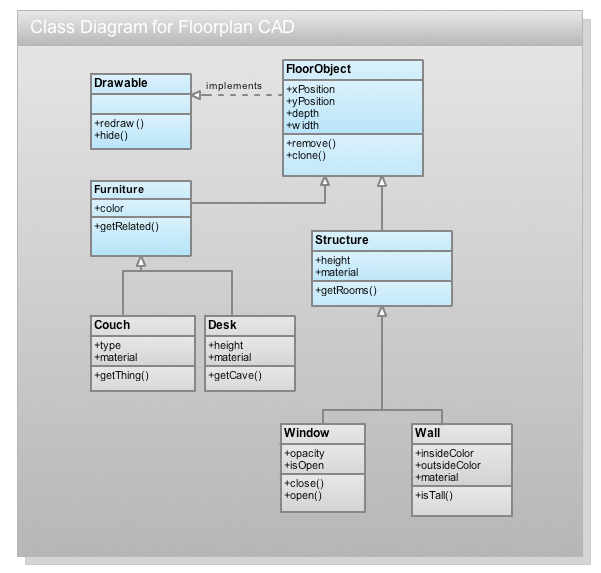 Class Diagram for Floorplan CAD
Drawable
+redraw()
+hide()
implements
FloorObject
+xPosition
+yPosition
+depth
+width
+remove()
+clone()
Furniture
+color
+getRelated()
Structure
+height
+material
+getRooms()
Couch
+type
+material
+getThing()
Desk
+height
+material
+getCave()
Window
+opacity
+isOpen
+close()
+open()
Wall
+insideColor
+outsideColor
+material
+isTall()